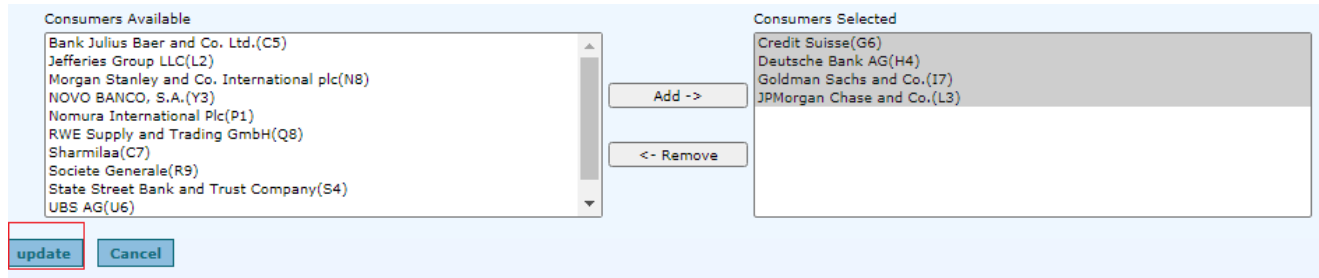 Consumers Available
Consumers Selected
Bank Julius Baer and Co. Ltd.(C5)
Jefferies Group LLC(L2)
Morgan Stanley and Co. International plc(N8)
NOVO BANCO, S.A.(Y3)
Nomura International Plc(P1)
RWE Supply and Trading GmbH(Q8)
Sharmilaa(C7)
Societe Generale(R9)
State Street Bank and Trust Company(S4)
UBS AG(U6)
Add ->
<- Remove
Credit Suisse(G6)
Deutsche Bank AG(H4)
Goldman Sachs and Co.(I7)
JPMorgan Chase and Co.(L3)
update
Cancel